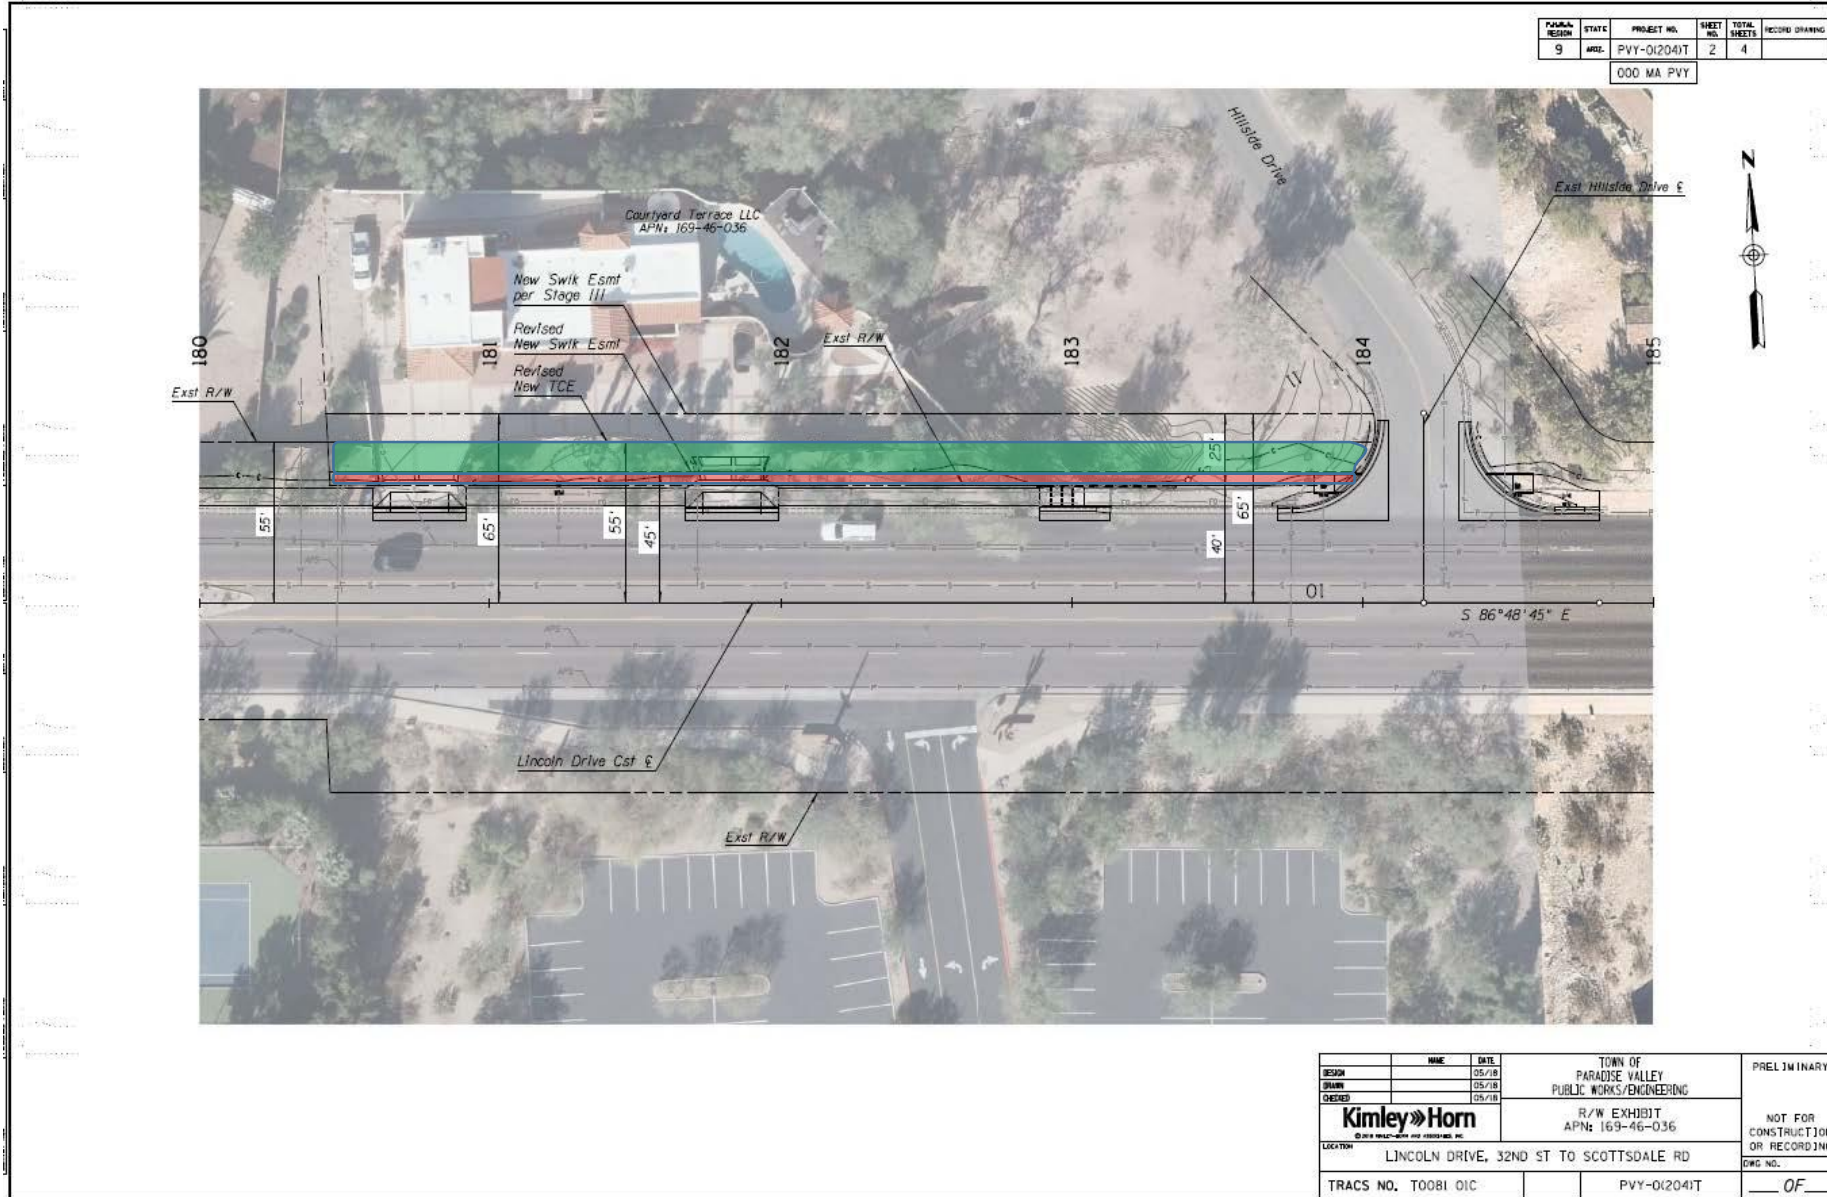 STATE PROJECT NO. SHEET NO. TOTAL SHEETS RECORD DRAWING
REGION
9 ARIZ. PVY-0(204)T 2 4
000 MA PVY
Hillside Drive
N
Exst Hillside Drive ℄
Courtyard Terrace LLC
APN: 169-46-036
New Swlk Esmt
per Stage III
Revised
New Swlk Esmt
Revised
New TCE
Exst R/W
180
181
182
183
184
185
Exst R/W
11
25'
55'
65'
55'
45'
40'
65'
10
S 86°48'45" E
APS
APS
APS
APS
Lincoln Drive Cst ℄
Exst R/W
NAME DATE
DESIGN 05/18
DRAWN 05/18
CHECKED 05/18
TOWN OF
PARADISE VALLEY
PUBLIC WORKS/ENGINEERING
PRELIMINARY
Kimley»Horn
R/W EXHIBIT
APN: 169-46-036
NOT FOR
CONSTRUCTION
OR RECORDING
LOCATION
LINCOLN DRIVE, 32ND ST TO SCOTTSDALE RD
DWG NO.
TRACS NO. T0081 01C
PVY-0(204)T
OF